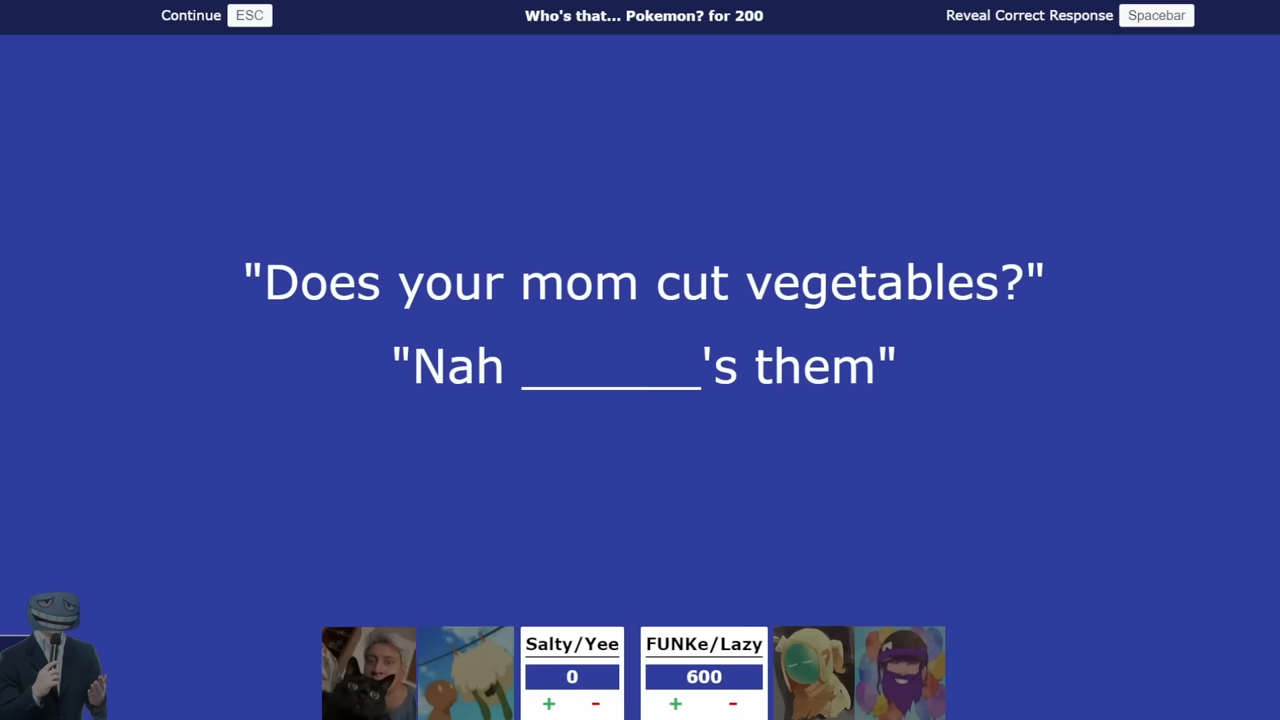 Continue ESC Who's that... Pokemon? for 200 Reveal Correct Response Spacebar
"Does your mom cut vegetables?"
"Nah _______'s them"
Salty/Yee FUNKe/Lazy
0 600
+ - + -